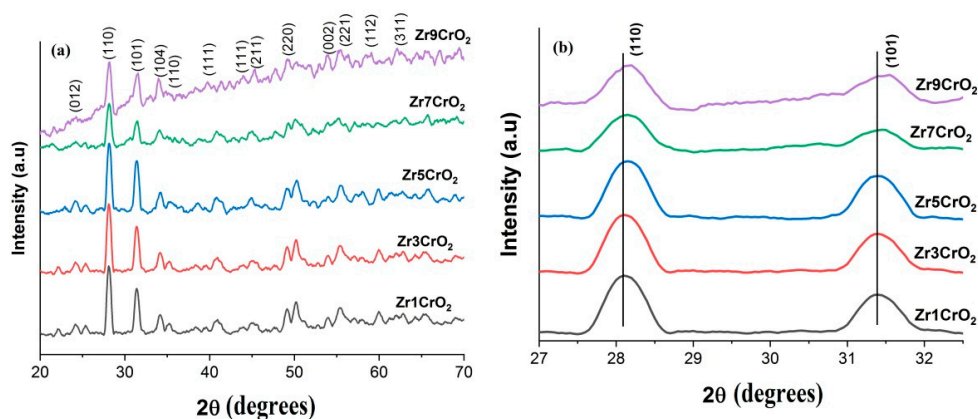 (a)
(012)
(110)
(101)
(104)
(110)
(111)
(111)
(211)
(220)
(002)
(221)
(112)
(311)
Zr9CrO₂
Zr7CrO₂
Zr5CrO₂
Zr3CrO₂
Zr1CrO₂
Intensity (a.u)
20 30 40 50 60 70
2θ (degrees)
(b)
(110)
(101)
Zr9CrO₂
Zr7CrO₂
Zr5CrO₂
Zr3CrO₂
Zr1CrO₂
Intensity (a.u)
27 28 29 30 31 32
2θ (degrees)